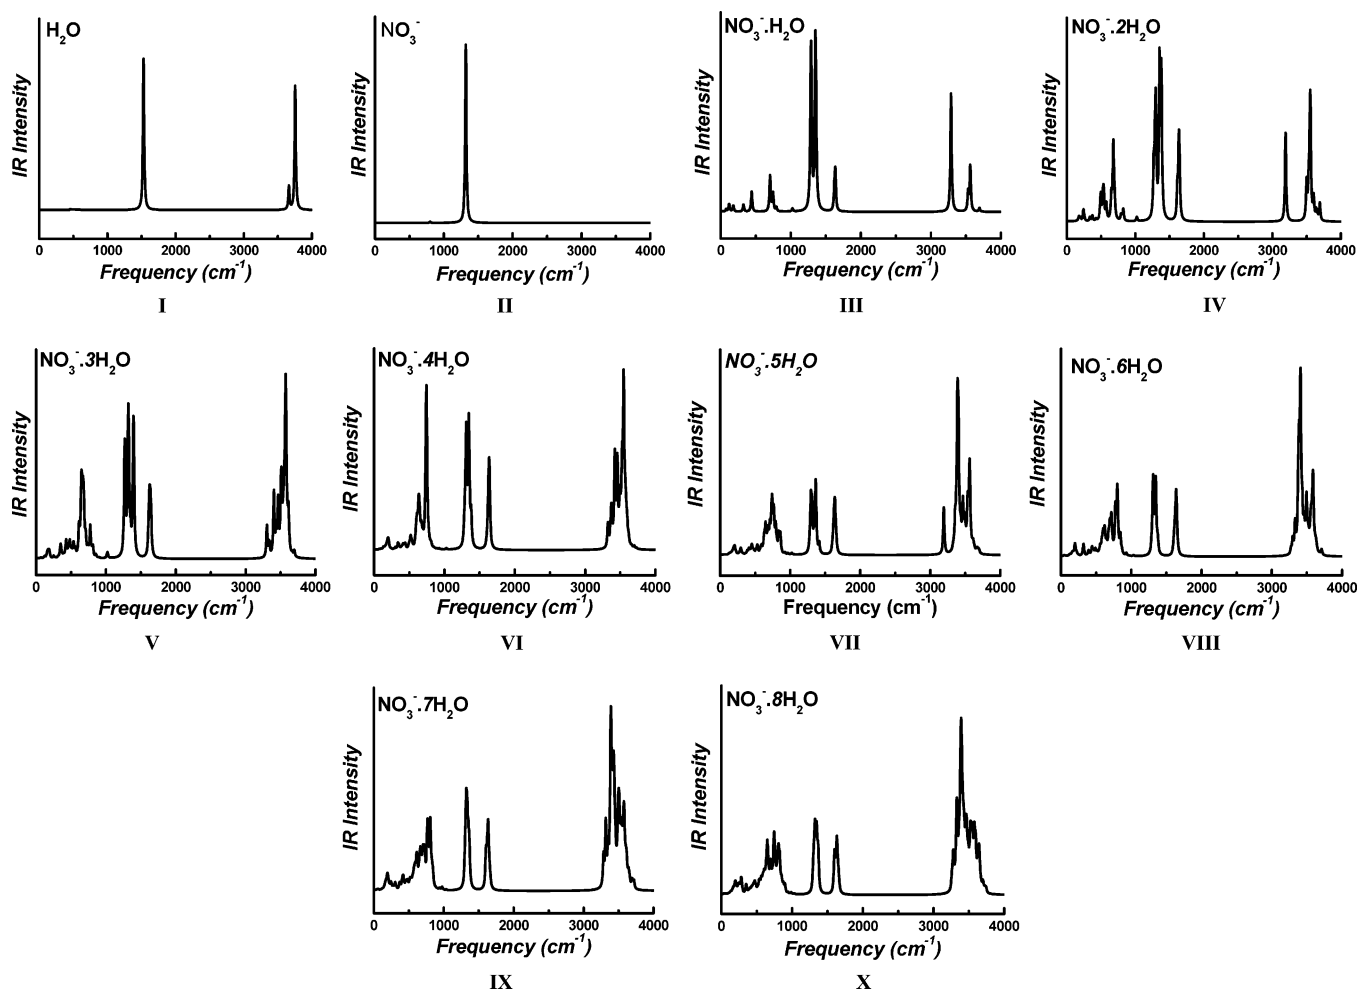 H₂O
IR Intensity
0 1000 2000 3000 4000
Frequency (cm⁻¹)
I
NO₃⁻
IR Intensity
0 1000 2000 3000 4000
Frequency (cm⁻¹)
II
NO₃⁻.H₂O
IR Intensity
0 1000 2000 3000 4000
Frequency (cm⁻¹)
III
NO₃⁻.2H₂O
IR Intensity
0 1000 2000 3000 4000
Frequency (cm⁻¹)
IV
NO₃⁻.3H₂O
IR Intensity
0 1000 2000 3000 4000
Frequency (cm⁻¹)
V
NO₃⁻.4H₂O
IR Intensity
0 1000 2000 3000 4000
Frequency (cm⁻¹)
VI
NO₃⁻.5H₂O
IR Intensity
0 1000 2000 3000 4000
Frequency (cm⁻¹)
VII
NO₃⁻.6H₂O
IR Intensity
0 1000 2000 3000 4000
Frequency (cm⁻¹)
VIII
NO₃⁻.7H₂O
IR Intensity
0 1000 2000 3000 4000
Frequency (cm⁻¹)
IX
NO₃⁻.8H₂O
IR Intensity
0 1000 2000 3000 4000
Frequency (cm⁻¹)
X